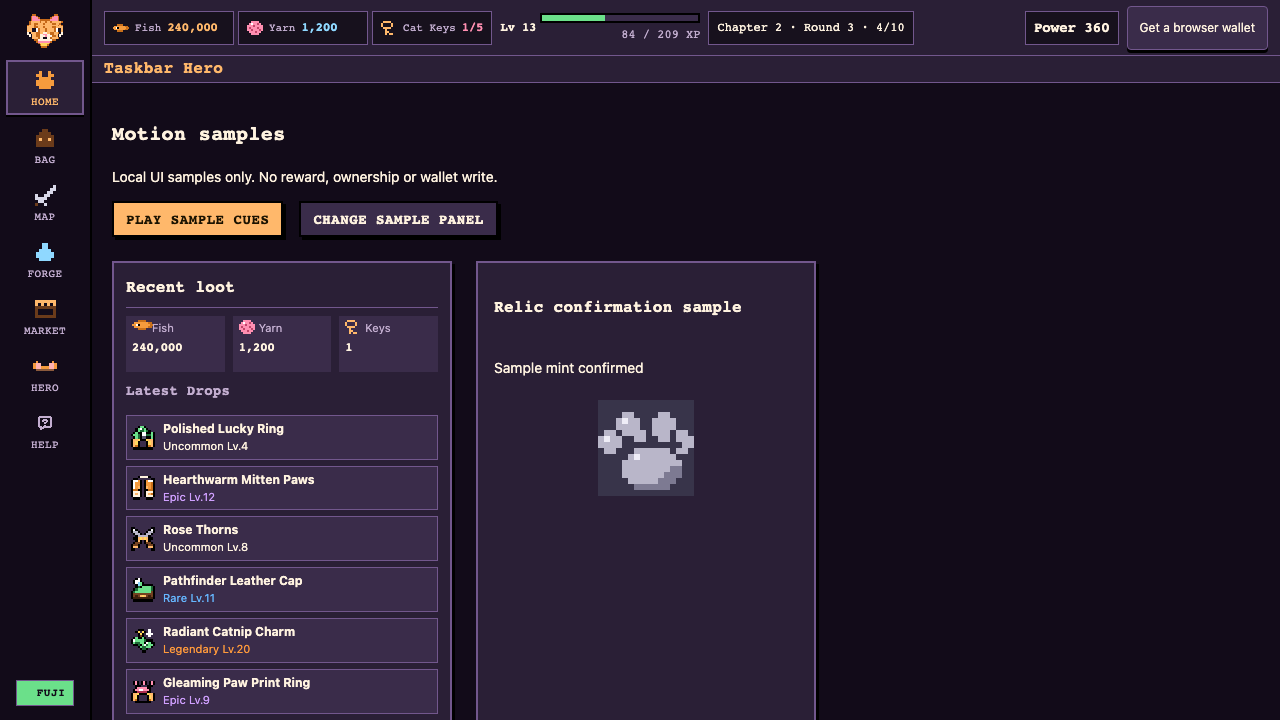 Fish 240,000
Yarn 1,200
Cat Keys 1/5
Lv 13
84 / 209 XP
Chapter 2 · Round 3 · 4/10
Power 360
Get a browser wallet
Taskbar Hero
HOME
BAG
MAP
FORGE
MARKET
HERO
HELP
FUJI
Motion samples
Local UI samples only. No reward, ownership or wallet write.
PLAY SAMPLE CUES
CHANGE SAMPLE PANEL
Recent loot
Fish
240,000
Yarn
1,200
Keys
1
Latest Drops
Polished Lucky Ring
Uncommon Lv.4
Hearthwarm Mitten Paws
Epic Lv.12
Rose Thorns
Uncommon Lv.8
Pathfinder Leather Cap
Rare Lv.11
Radiant Catnip Charm
Legendary Lv.20
Gleaming Paw Print Ring
Epic Lv.9
Relic confirmation sample
Sample mint confirmed